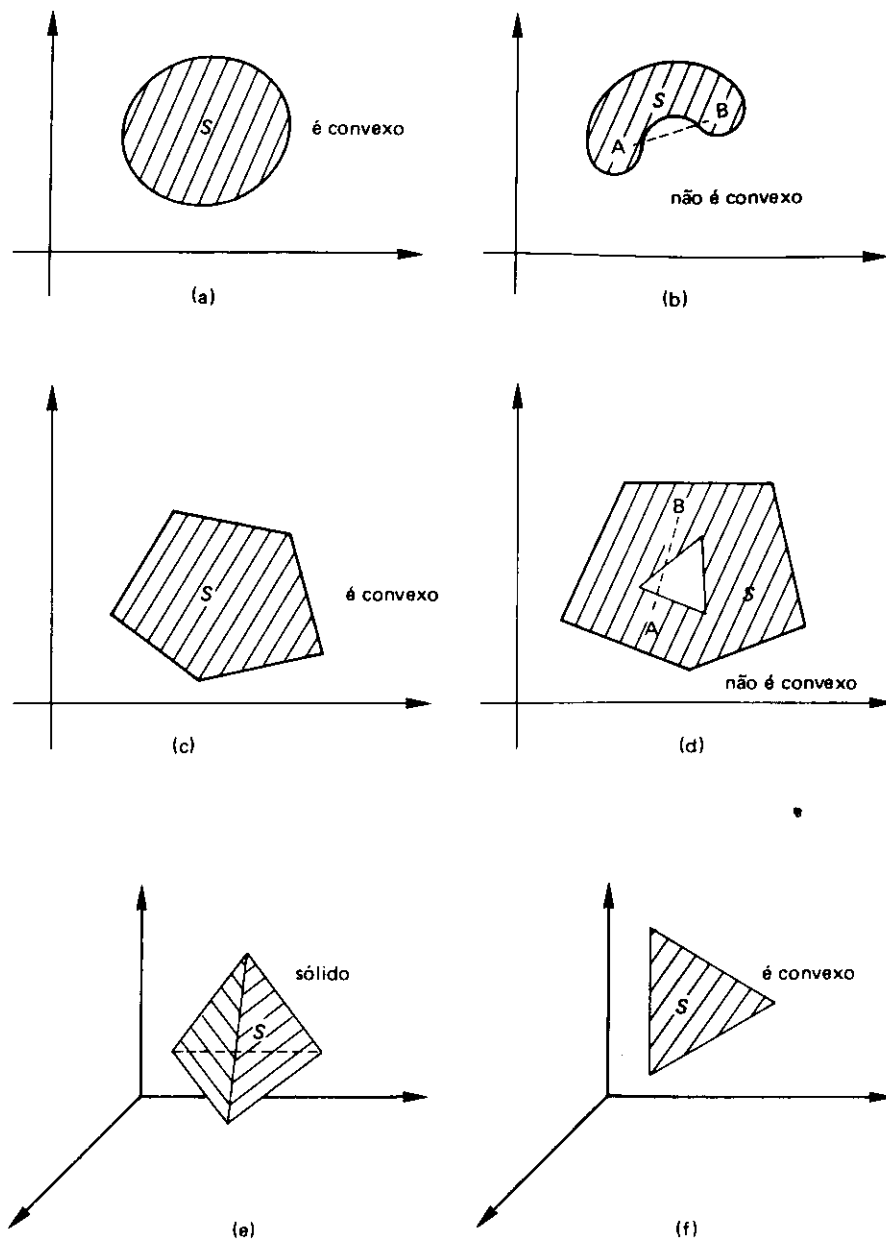 S
é convexo
(a)
S
B
A
não é convexo
(b)
S
é convexo
(c)
B
S
A
não é convexo
(d)
sólido
S
(e)
é convexo
S
(f)